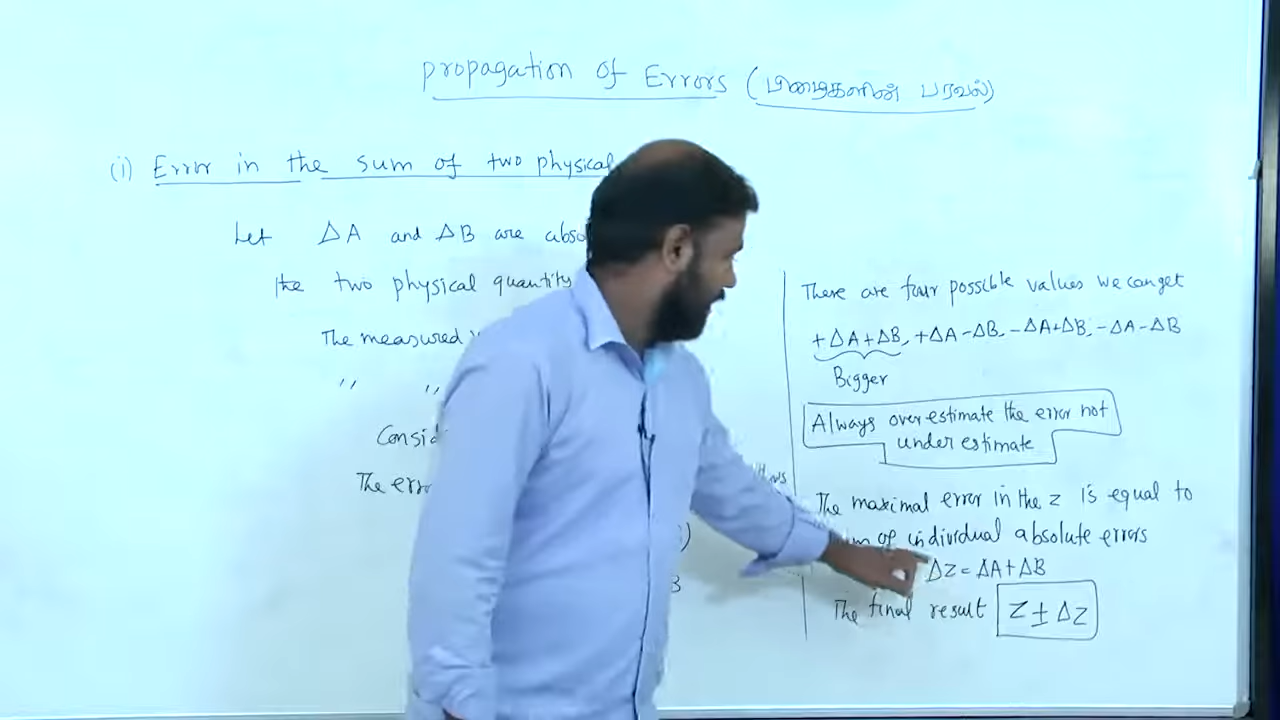 propagation of Errors (பிழைகளின் பரவல்)
(i) Error in the sum of two physical
Let ΔA and ΔB are
the two physical quantity
The measured
〃 〃
The
B
There are four possible values we can get
+ΔA+ΔB, +ΔA-ΔB, -ΔA+ΔB, -ΔA-ΔB
Bigger
Always over estimate the error not
under estimate
The maximal error in the z is equal to
of individual absolute errors
ΔZ = ΔA+ΔB
The final result Z ± ΔZ